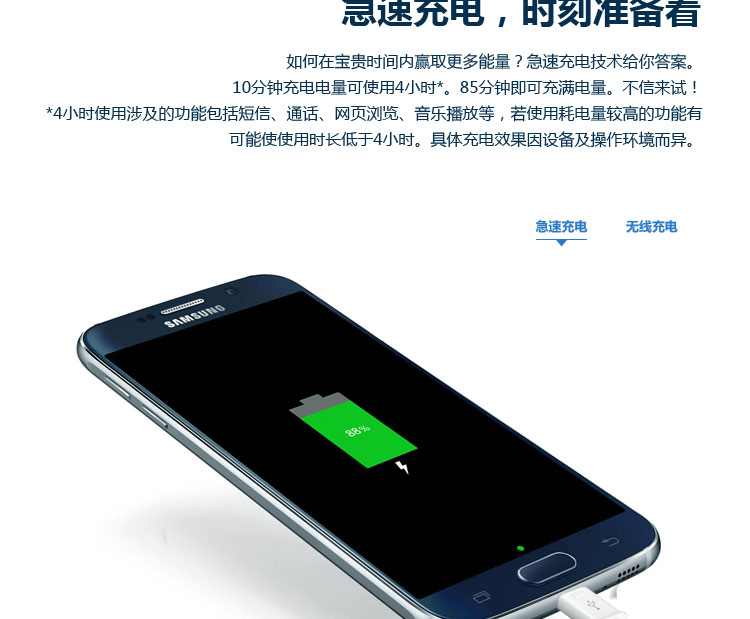 急速充电，时刻准备着
如何在宝贵时间内赢取更多能量？急速充电技术给你答案。
10分钟充电电量可使用4小时*。85分钟即可充满电量。不信来试！
*4小时使用涉及的功能包括短信、通话、网页浏览、音乐播放等，若使用耗电量较高的功能有
可能使使用时长低于4小时。具体充电效果因设备及操作环境而异。
急速充电 无线充电
SAMSUNG
88%